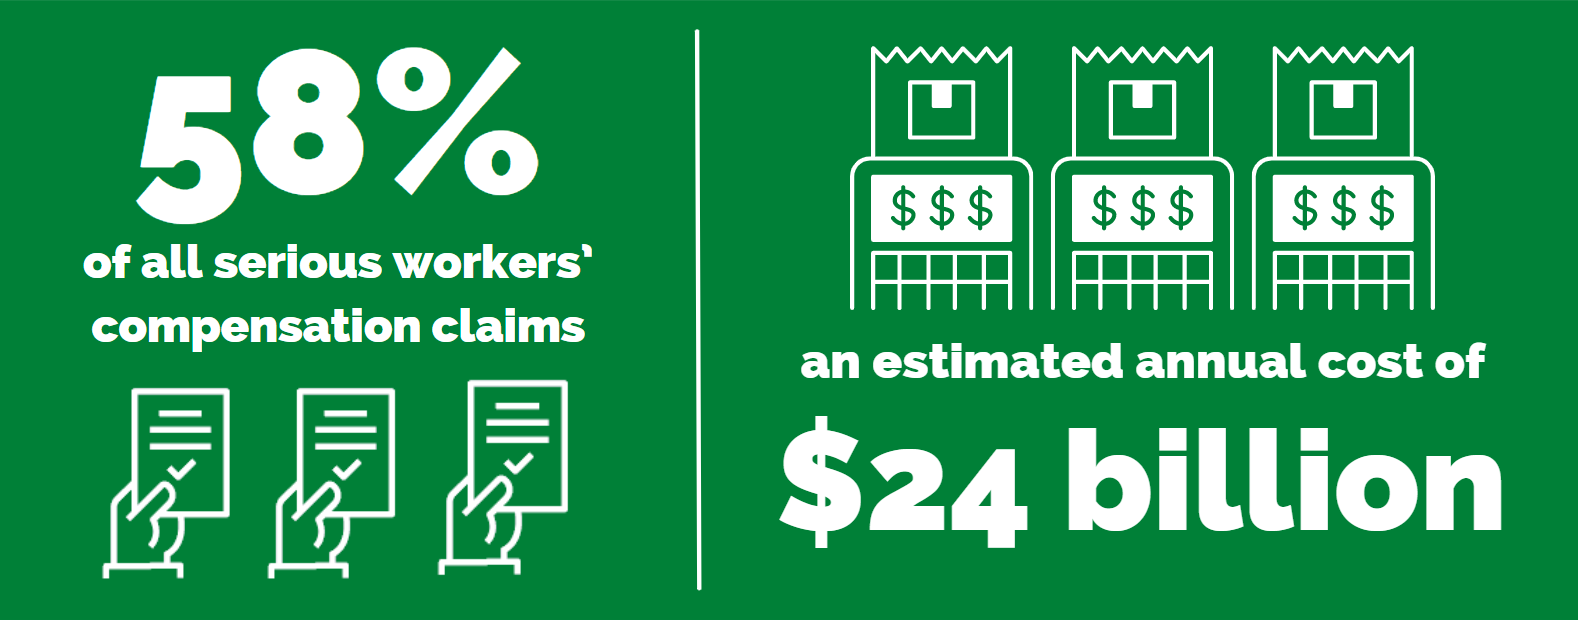 58%
of all serious workers’
compensation claims
$ $ $
$ $ $
$ $ $
an estimated annual cost of
$24 billion